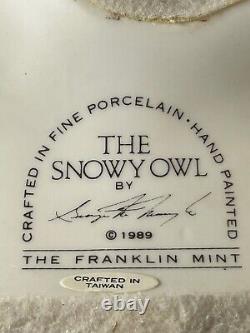 CRAFTED IN FINE PORCELAIN · HAND PAINTED
THE
SNOWY OWL
BY
© 1989
THE FRANKLIN MINT
CRAFTED IN
TAIWAN